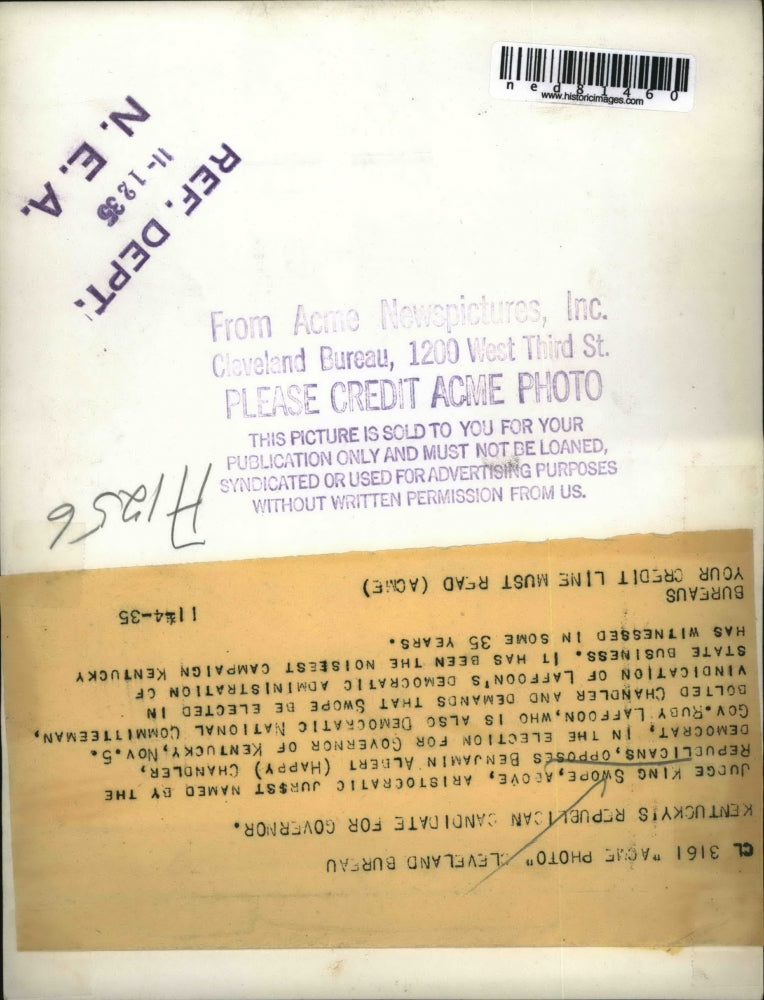 ned81460
www.historicimages.com
REF. DEPT.
11-1235
N. E. A.
From Acme Newspictures, Inc.
Cleveland Bureau, 1200 West Third St.
PLEASE CREDIT ACME PHOTO
THIS PICTURE IS SOLD TO YOU FOR YOUR
PUBLICATION ONLY AND MUST NOT BE LOANED,
SYNDICATED OR USED FOR ADVERTISING PURPOSES
WITHOUT WRITTEN PERMISSION FROM US.
A1256
CL 3161 "ACME PHOTO" CLEVELAND BUREAU
KENTUCKY'S REPUBLICAN CANDIDATE FOR GOVERNOR.
JUDGE KING SWOPE, ABOVE, ARISTOCRATIC JURSST NAMED BY THE
REPUBLICANS, OPPOSES BENJAMIN ALBERT (HAPPY) CHANDLER,
DEMOCRAT, IN THE ELECTION FOR GOVERNOR OF KENTUCKY, NOV. 5.
GOV. RUBY LAFFOON, WHO IS ALSO DEMOCRATIC NATIONAL COMMITTEEMAN,
BOLTED CHANDLER AND DEMANDS THAT SWOPE BE ELECTED IN
VINDICATION OF LAFFOON'S DEMOCRATIC ADMINISTRATION OF
STATE BUSINESS. IT HAS BEEN THE NOISEEST CAMPAIGN KENTUCKY
HAS WITNESSED IN SOME 35 YEARS.
BUREAUS 11-4-35
YOUR CREDIT LINE MUST READ (ACME)